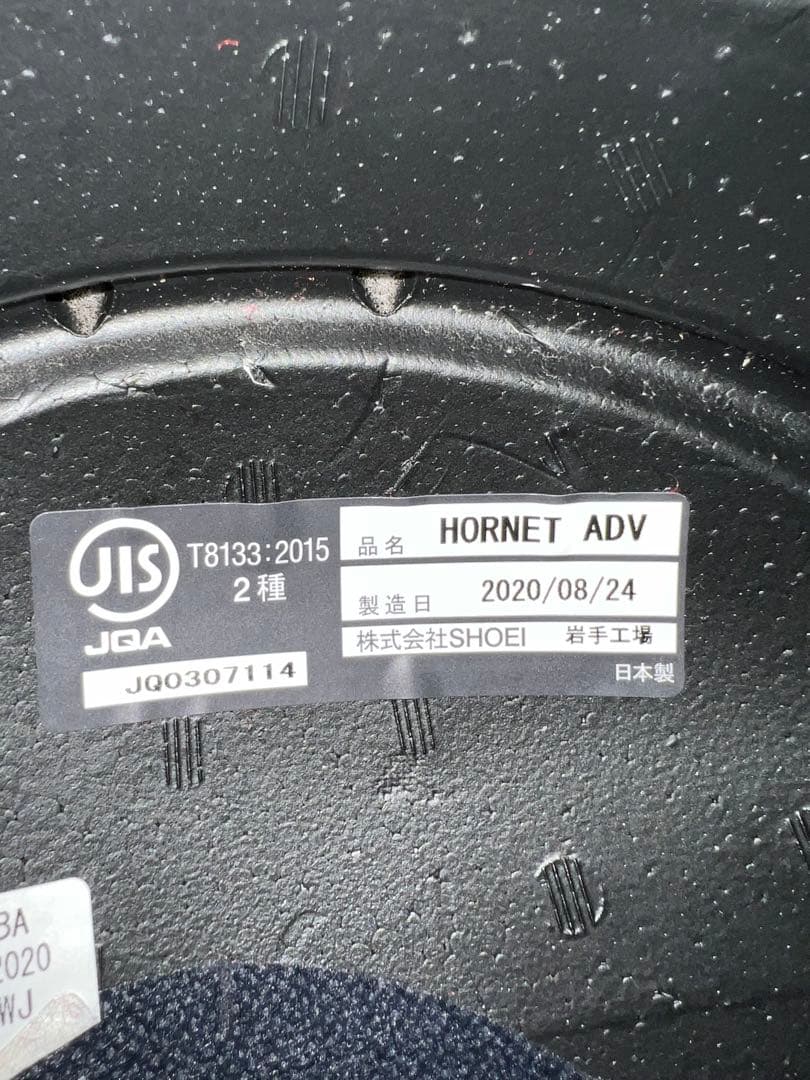 JIS
JQA
T8133:2015
2種
JQ0307114
品名 HORNET ADV
製造日 2020/08/24
株式会社SHOEI 岩手工場
日本製
BA
2020
WJ